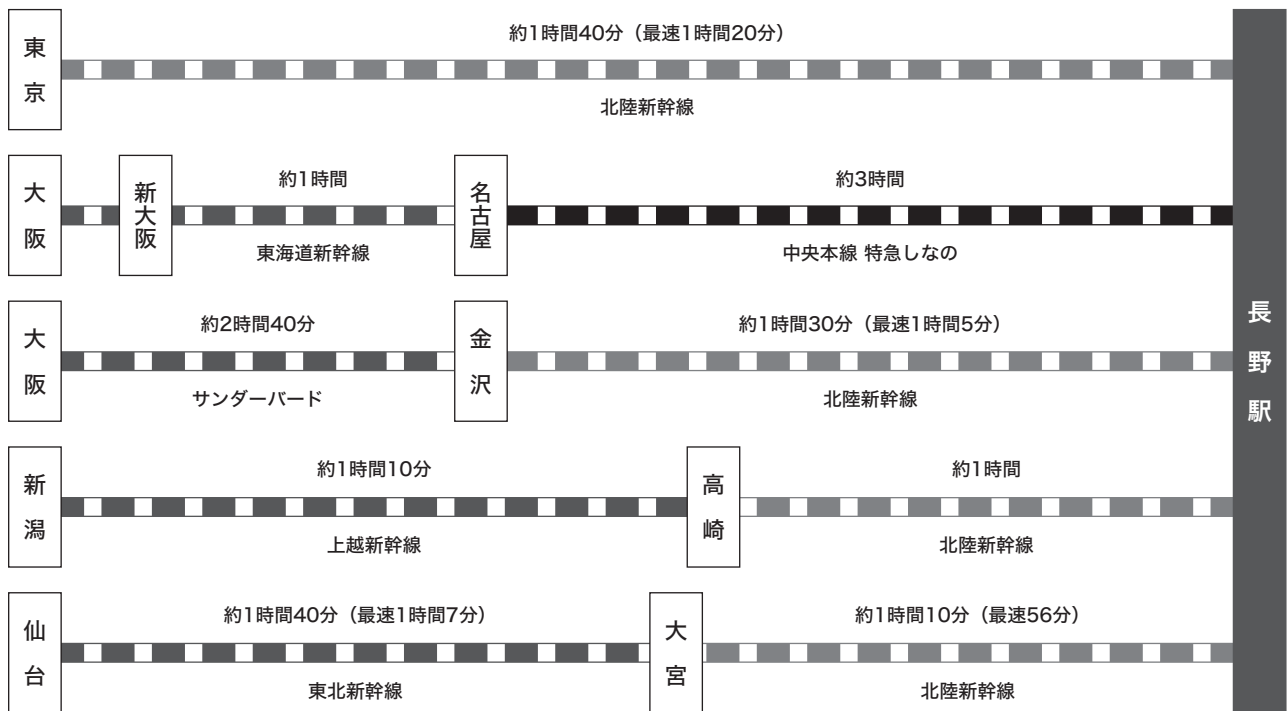 東京
約1時間40分（最速1時間20分）
北陸新幹線
大阪
新大阪
約1時間
東海道新幹線
名古屋
約3時間
中央本線 特急しなの
大阪
約2時間40分
サンダーバード
金沢
約1時間30分（最速1時間5分）
北陸新幹線
新潟
約1時間10分
上越新幹線
高崎
約1時間
北陸新幹線
仙台
約1時間40分（最速1時間7分）
東北新幹線
大宮
約1時間10分（最速56分）
北陸新幹線
長野駅